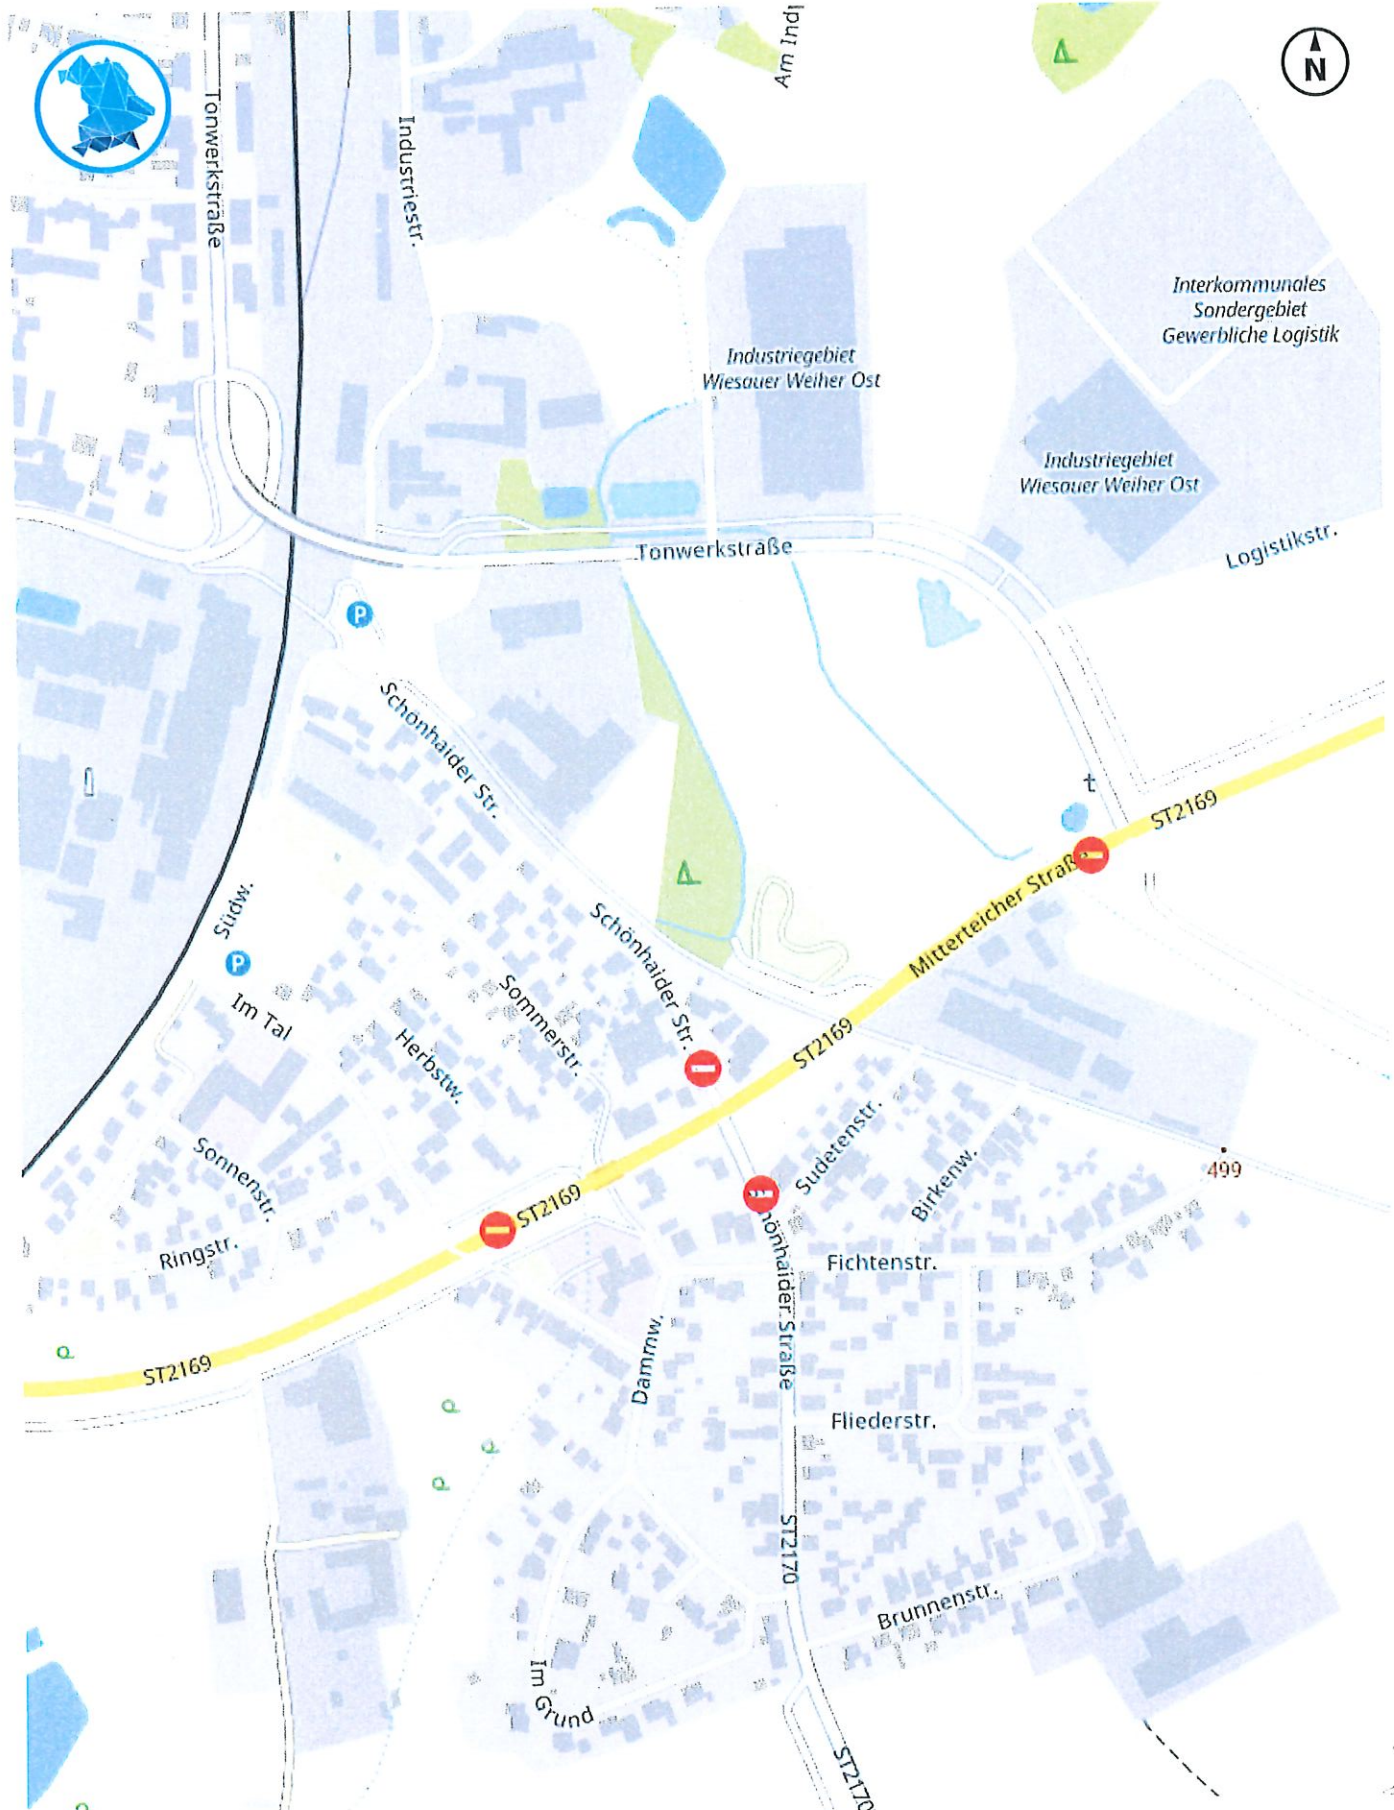 Am Ind
N
Tonwerkstraße
Industriestr.
Interkommunales
Sondergebiet
Gewerbliche Logistik
Industriegebiet
Wiesauer Weiher Ost
Industriegebiet
Wiesauer Weiher Ost
Logistikstr.
Tonwerkstraße
P
Schönhaider Str.
ST2169
Mitterteicher Straße
Südw.
P
Schönhaider Str.
Im Tal
Sommerstr.
Herbstw.
ST2169
Sudetenstr.
Birkenw.
499
Sonnenstr.
ST2169
Ringstr.
hönhaider Straße
Fichtenstr.
ST2169
Dammw.
Fliederstr.
ST2170
Brunnenstr.
Im Grund
ST2170